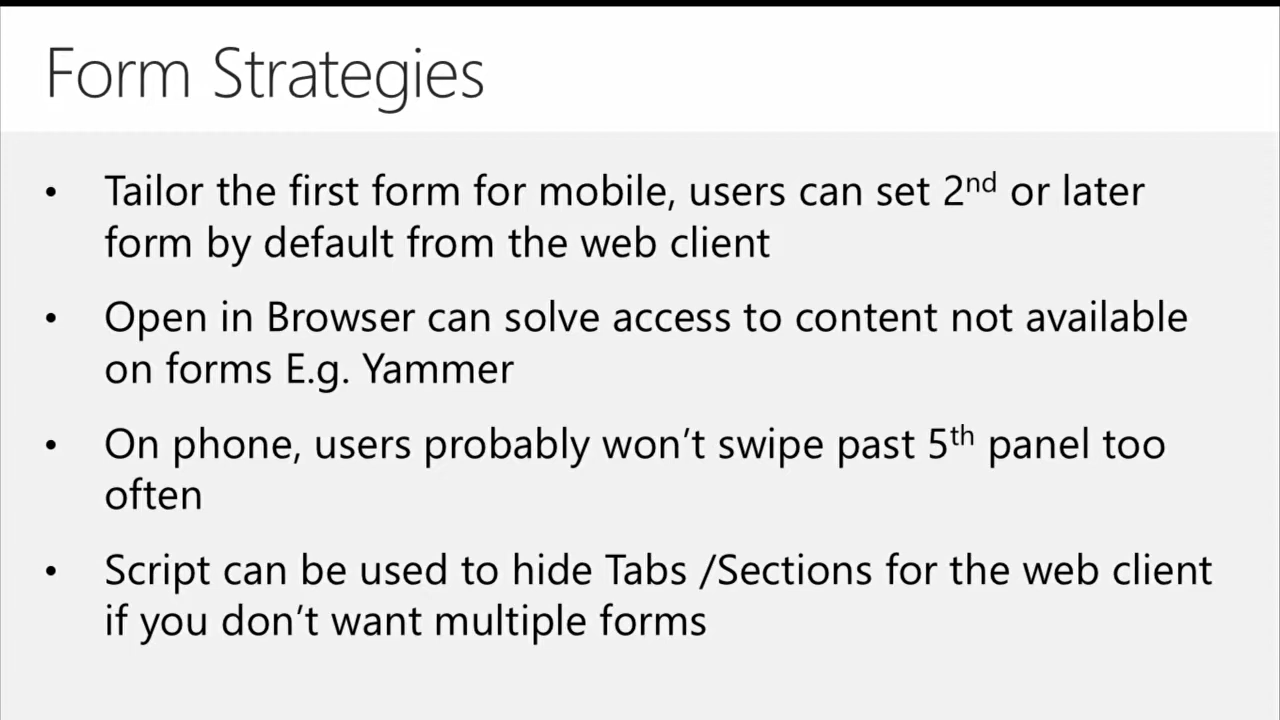 Form Strategies
• Tailor the first form for mobile, users can set 2nd or later
form by default from the web client
• Open in Browser can solve access to content not available
on forms E.g. Yammer
• On phone, users probably won’t swipe past 5th panel too
often
• Script can be used to hide Tabs /Sections for the web client
if you don’t want multiple forms